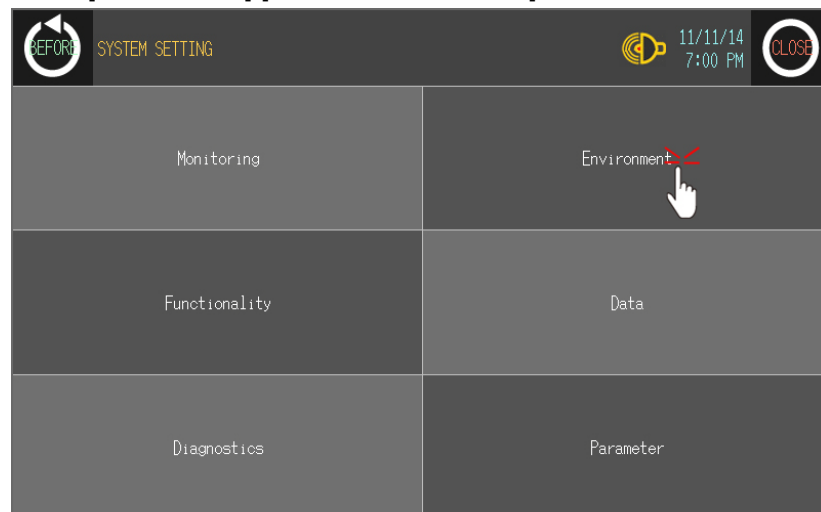 BEFORE
SYSTEM SETTING
11/11/14
7:00 PM
CLOSE
Monitoring
Environment
Functionality
Data
Diagnostics
Parameter